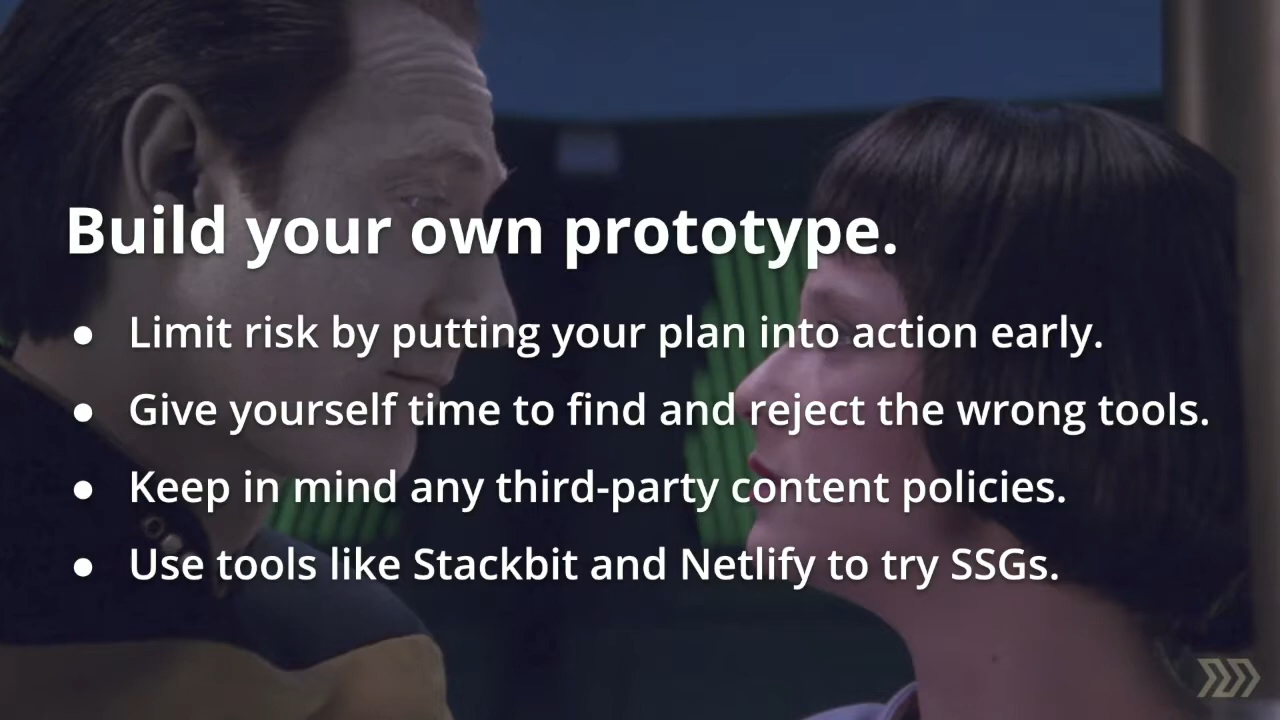 Build your own prototype.
● Limit risk by putting your plan into action early.
● Give yourself time to find and reject the wrong tools.
● Keep in mind any third-party content policies.
● Use tools like Stackbit and Netlify to try SSGs.